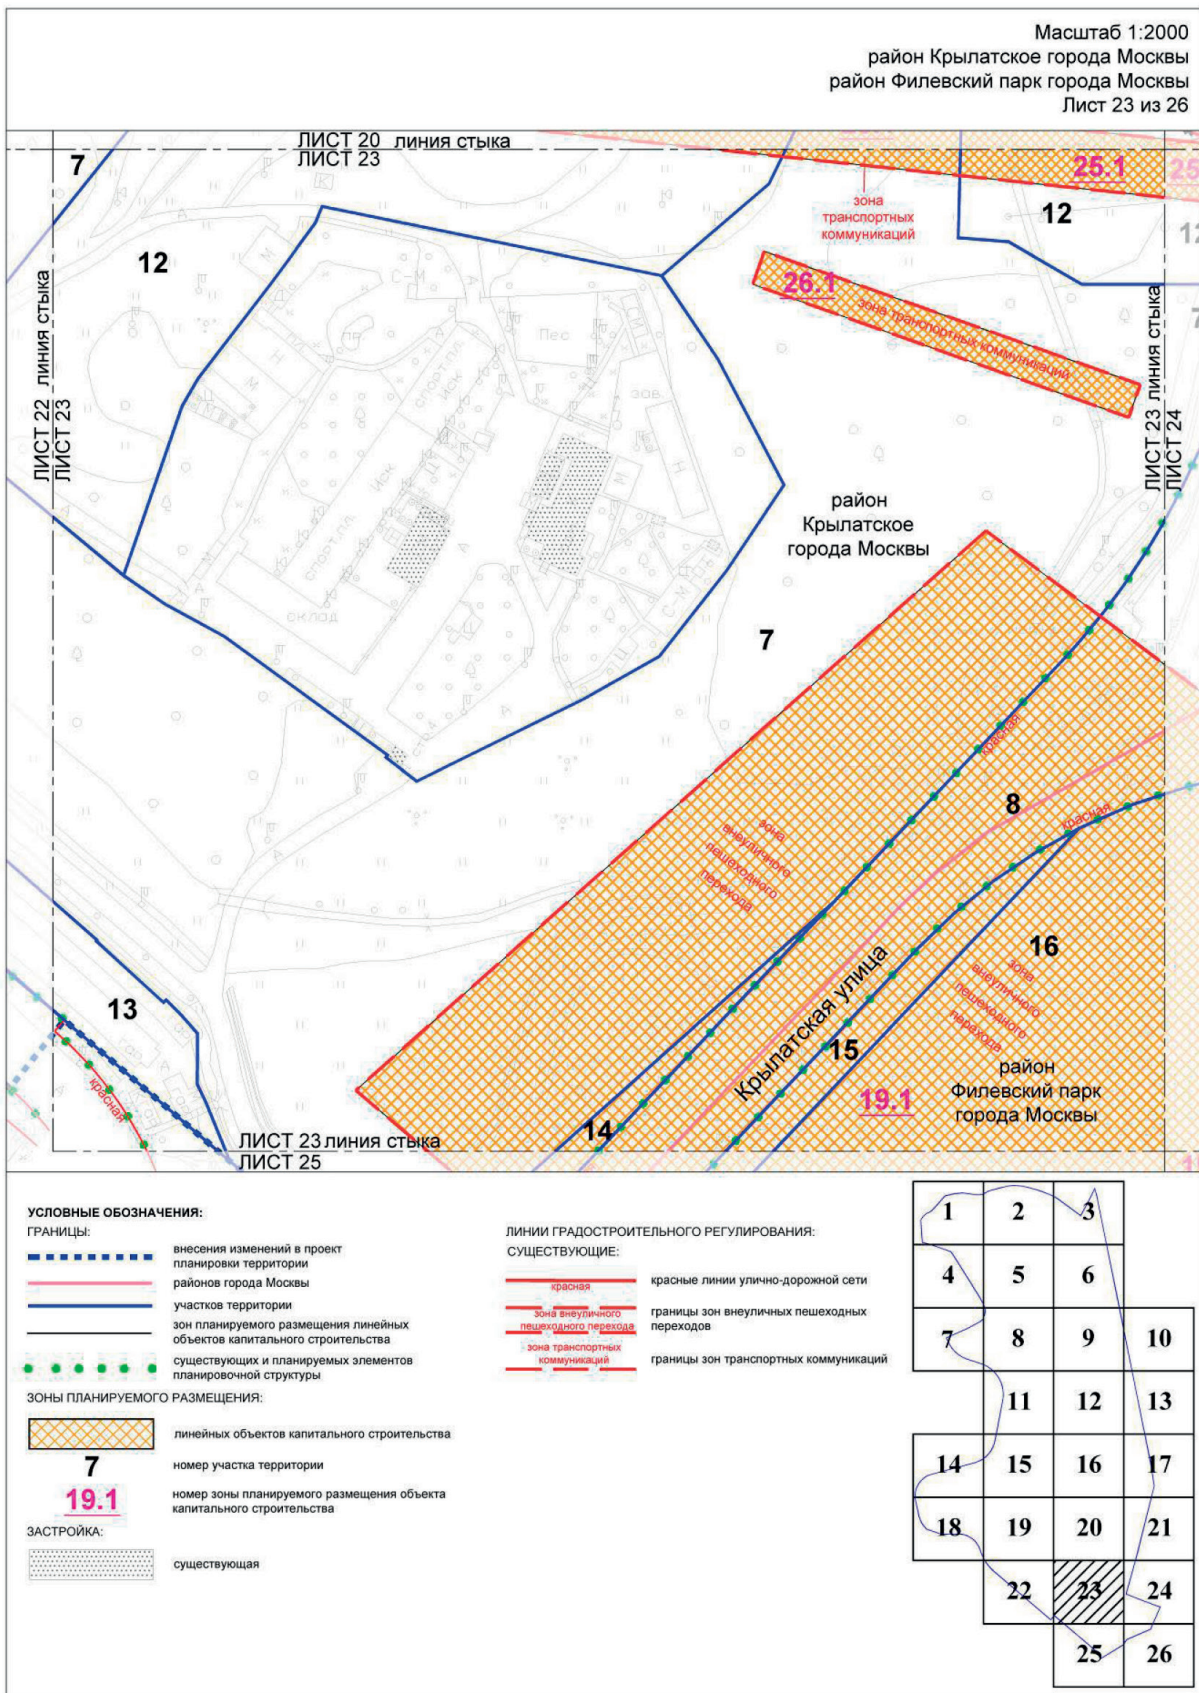 Масштаб 1:2000
район Крылатское города Москвы
район Филевский парк города Москвы
Лист 23 из 26
ЛИСТ 20 линия стыка
ЛИСТ 23
7
12
25.1
12
зона
транспортных
коммуникаций
26.1
зона транспортных коммуникаций
ЛИСТ 22 линия стыка
ЛИСТ 23
ЛИСТ 23 линия стыка
ЛИСТ 24
С-М
Пес
зов
спорт.
иск
Иск
спорт.пл.
склад
район
Крылатское
города Москвы
7
красная
8
красная
зона
внеуличного
пешеходного
перехода
16
зона
внеуличного
пешеходного
перехода
Крылатская улица
15
13
красная
район
Филевский парк
города Москвы
19.1
14
ЛИСТ 23 линия стыка
ЛИСТ 25
УСЛОВНЫЕ ОБОЗНАЧЕНИЯ:
ГРАНИЦЫ:
внесения изменений в проект
планировки территории
районов города Москвы
участков территории
зон планируемого размещения линейных
объектов капитального строительства
существующих и планируемых элементов
планировочной структуры
ЗОНЫ ПЛАНИРУЕМОГО РАЗМЕЩЕНИЯ:
линейных объектов капитального строительства
7 номер участка территории
19.1 номер зоны планируемого размещения объекта
капитального строительства
ЗАСТРОЙКА:
существующая
ЛИНИИ ГРАДОСТРОИТЕЛЬНОГО РЕГУЛИРОВАНИЯ:
СУЩЕСТВУЮЩИЕ:
красная
красные линии улично-дорожной сети
зона внеуличного
пешеходного перехода
границы зон внеуличных пешеходных
переходов
зона транспортных
коммуникаций
границы зон транспортных коммуникаций
1 2 3
4 5 6
7 8 9 10
11 12 13
14 15 16 17
18 19 20 21
22 23 24
25 26